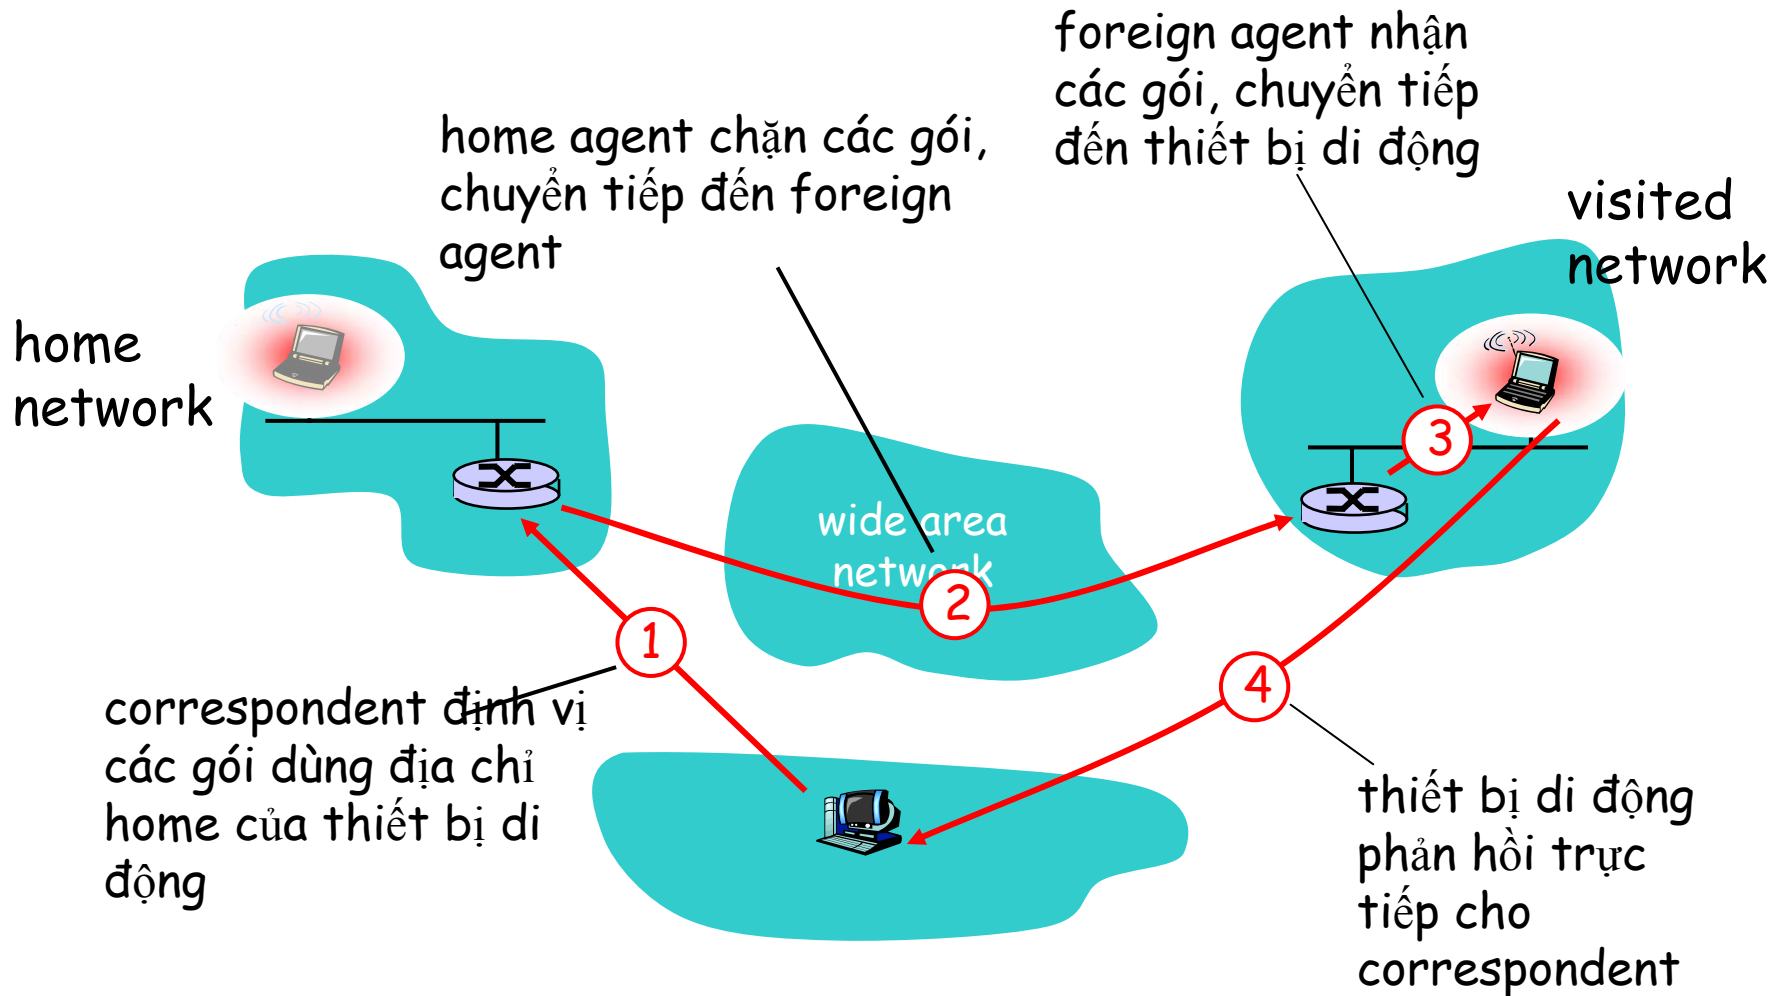 foreign agent nhận
các gói, chuyển tiếp
đến thiết bị di động
home agent chặn các gói,
chuyển tiếp đến foreign
agent
visited
network
home
network
wide area
network
3
2
1
4
correspondent định vị
các gói dùng địa chỉ
home của thiết bị di
động
thiết bị di động
phản hồi trực
tiếp cho
correspondent